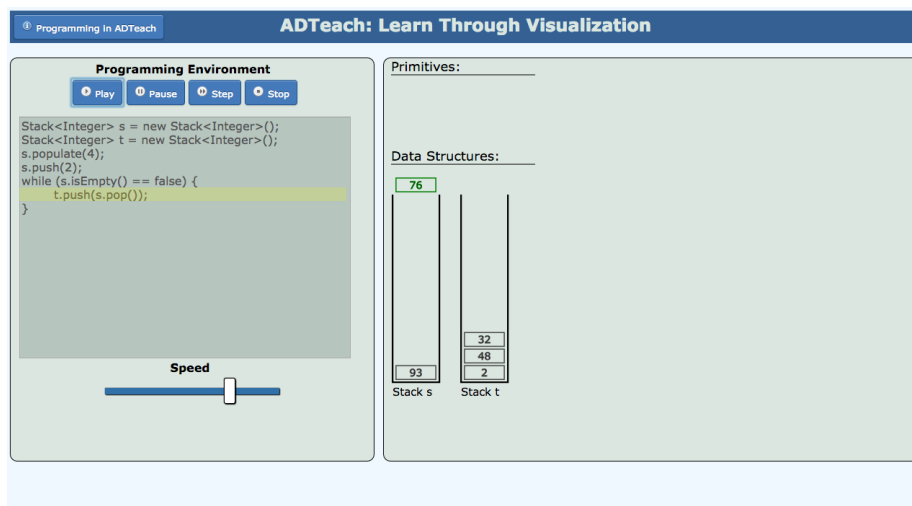 Programming in ADTeach
ADTeach: Learn Through Visualization
Programming Environment
Play
Pause
Step
Stop
Stack<Integer> s = new Stack<Integer>();
Stack<Integer> t = new Stack<Integer>();
s.populate(4);
s.push(2);
while (s.isEmpty() == false) {
t.push(s.pop());
}
Speed
Primitives:
Data Structures:
76
93
Stack s
32
48
2
Stack t